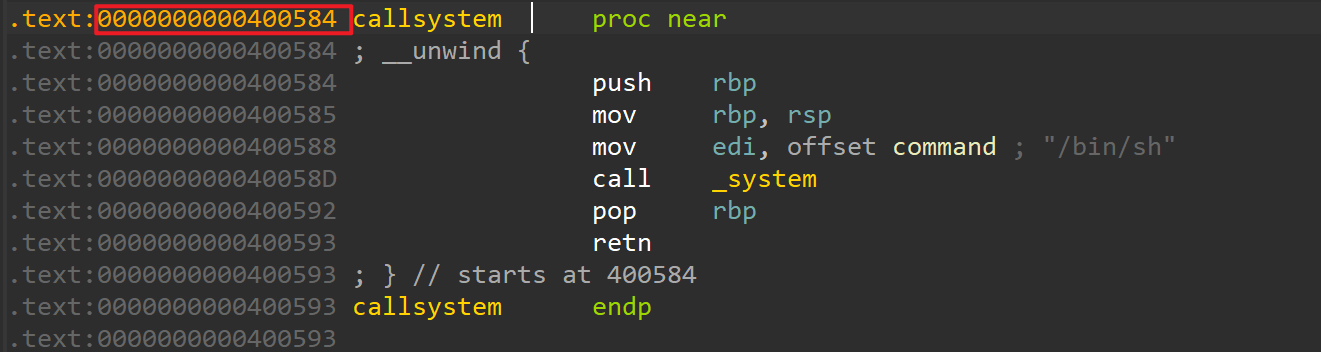 .text:0000000000400584 callsystem proc near
.text:0000000000400584 ; __unwind {
.text:0000000000400584 push rbp
.text:0000000000400585 mov rbp, rsp
.text:0000000000400588 mov edi, offset command ; "/bin/sh"
.text:000000000040058D call _system
.text:0000000000400592 pop rbp
.text:0000000000400593 retn
.text:0000000000400593 ; } // starts at 400584
.text:0000000000400593 callsystem endp
.text:0000000000400593